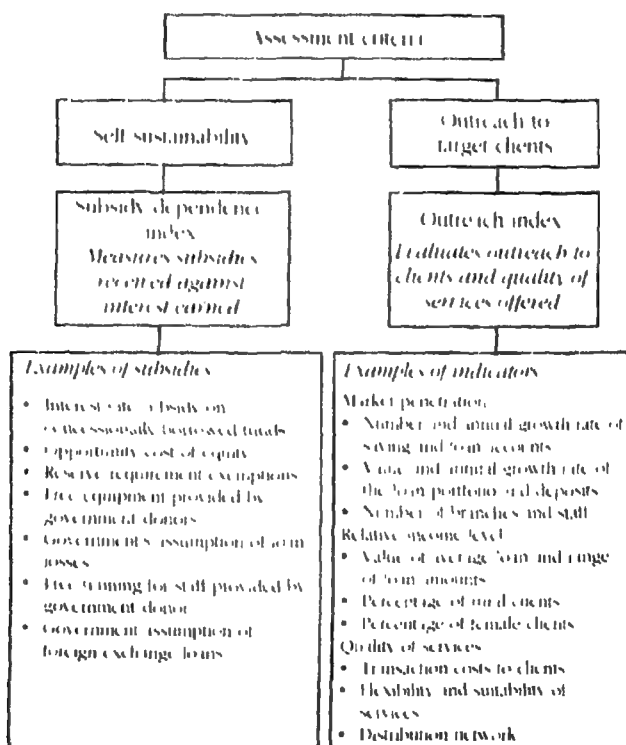 Assessment criteri
Self sustainability
Outreach to
target clients
Subsidy dependence
index
Measures subsidies
received against
interest earned
Outreach index
Evaluates outreach to
clients and quality of
services offered
Examples of subsidies
• Interest rate subsidy on
concessionally borrowed funds
• Opportunity cost of equity
• Reserve requirement exemptions
• Free equipment provided by
government donors
• Government's assumption of loan
losses
• Free training for staff provided by
government donor
• Government assumption of
foreign exchange loans
Examples of indicators
Market penetration
• Number and annual growth rate of
saving and loan accounts
• Value and annual growth rate of
the loan portfolio and deposits
• Number of branches and staff
Relative income level
• Value of average loan and range
of loan amounts
• Percentage of rural clients
• Percentage of female clients
Quality of services
• Transaction costs to clients
• Flexibility and suitability of
services
• Distribution network